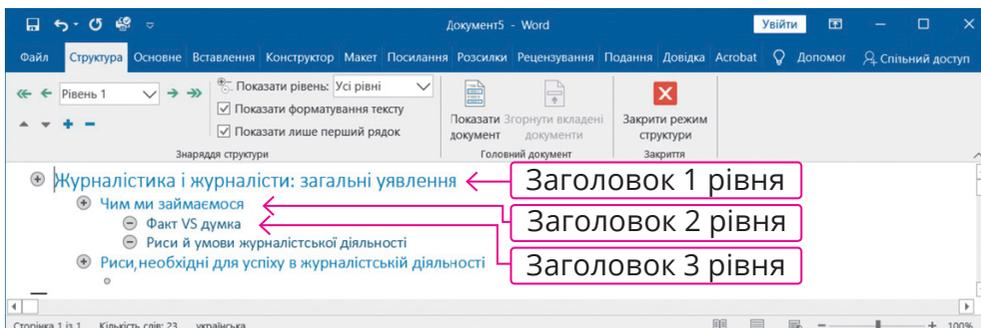 Документ5 - Word Увійти
Файл Структура Основне Вставлення Конструктор Макет Посилання Розсилки Рецензування Подання Довідка Acrobat Допомог Спільний доступ
Рівень 1
Показати рівень: Усі рівні
Показати форматування тексту
Показати лише перший рядок
Знаряддя структури
Показати документ
Згорнути вкладені документи
Головний документ
Закрити режим структури
Закриття
Журналістика і журналісти: загальні уявлення
Заголовок 1 рівня
Чим ми займаємося
Заголовок 2 рівня
Факт VS думка
Риси й умови журналістської діяльності
Заголовок 3 рівня
Риси,необхідні для успіху в журналістській діяльності
Сторінка 1 із 1 Кількість слів: 23 українська 100%